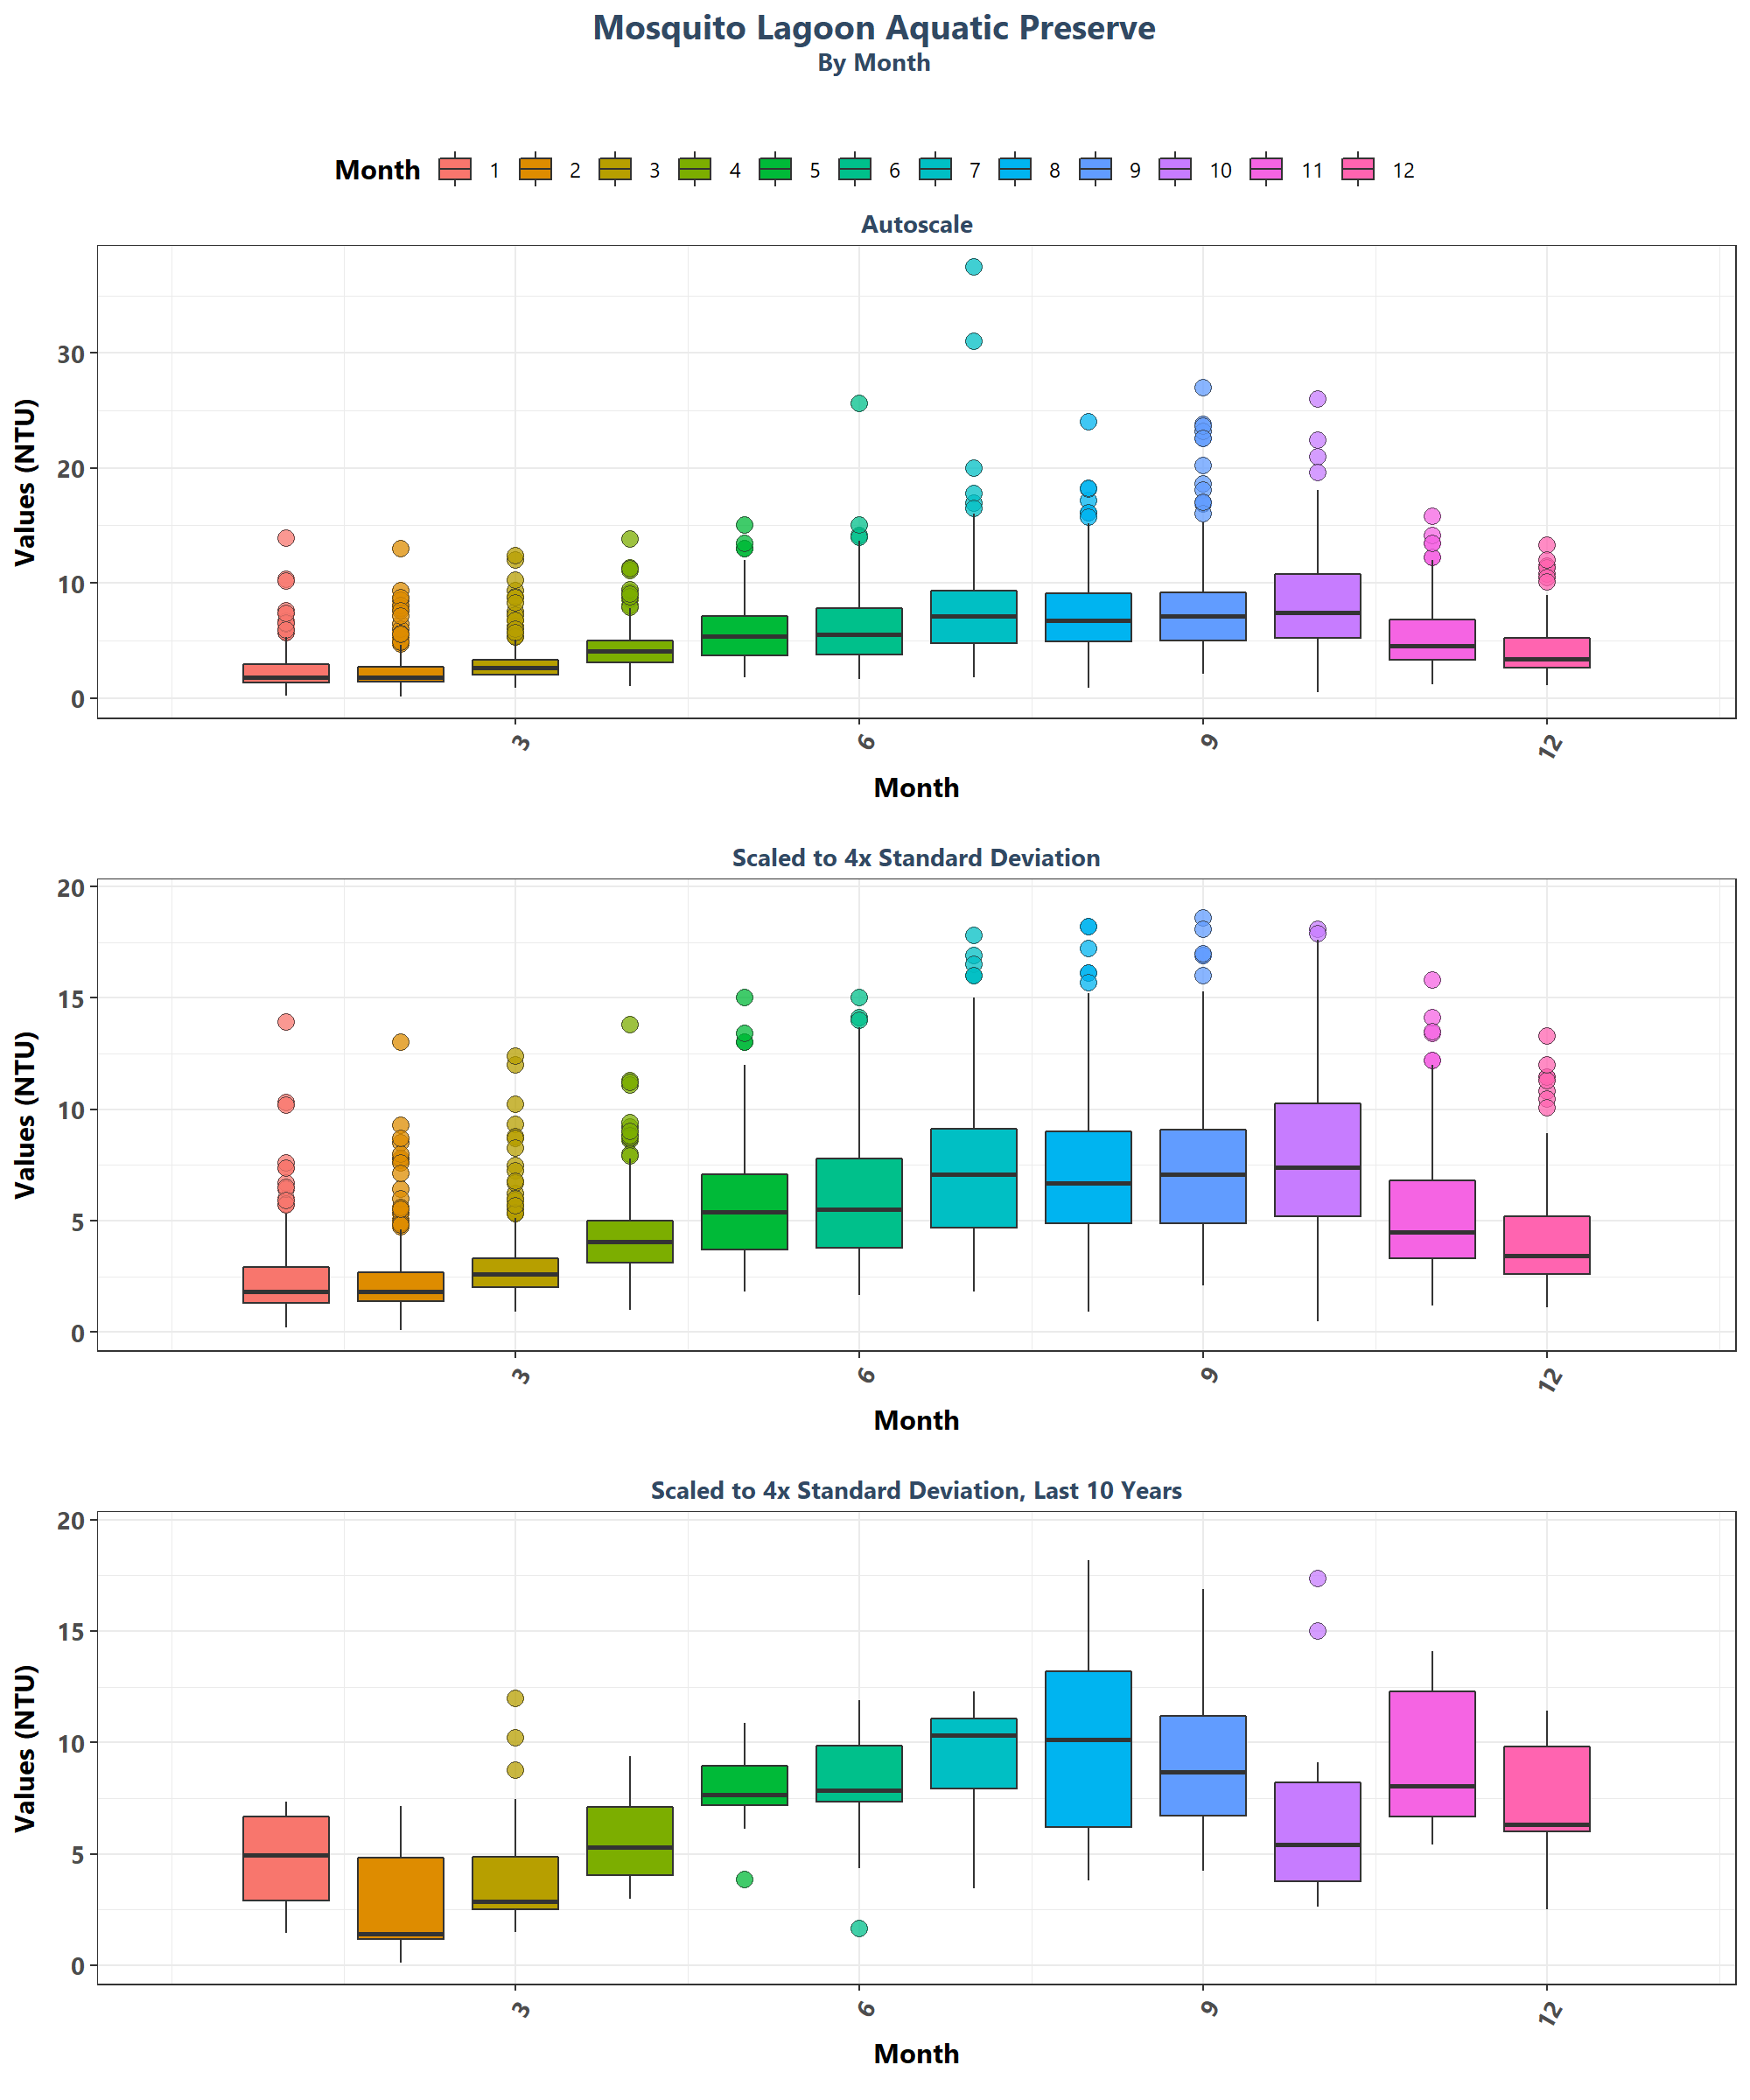 Mosquito Lagoon Aquatic Preserve
By Month
Month 1 2 3 4 5 6 7 8 9 10 11 12
Autoscale
Values (NTU)
30
20
10
0
3 6 9 12
Month
Scaled to 4x Standard Deviation
Values (NTU)
20
15
10
5
0
3 6 9 12
Month
Scaled to 4x Standard Deviation, Last 10 Years
Values (NTU)
20
15
10
5
0
3 6 9 12
Month